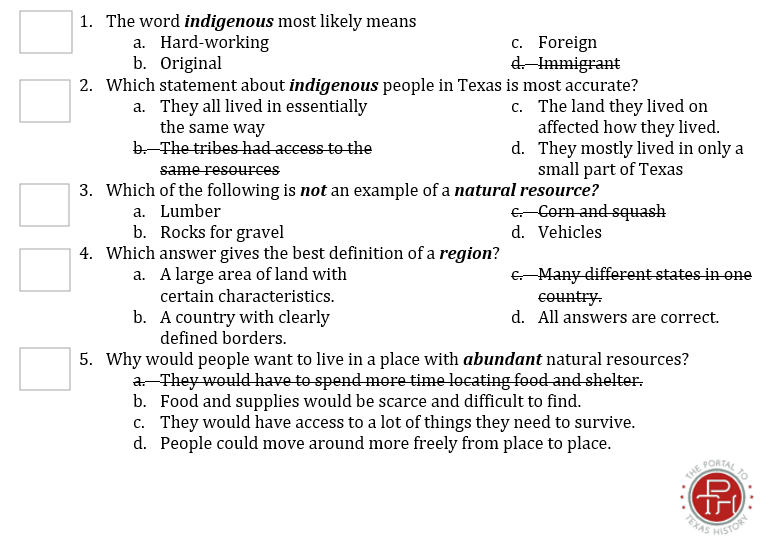 1. The word indigenous most likely means
a. Hard-working
b. Original
c. Foreign
d. Immigrant
2. Which statement about indigenous people in Texas is most accurate?
a. They all lived in essentially
the same way
b. The tribes had access to the
same resources
c. The land they lived on
affected how they lived.
d. They mostly lived in only a
small part of Texas
3. Which of the following is not an example of a natural resource?
a. Lumber
b. Rocks for gravel
c. Corn and squash
d. Vehicles
4. Which answer gives the best definition of a region?
a. A large area of land with
certain characteristics.
b. A country with clearly
defined borders.
c. Many different states in one
country.
d. All answers are correct.
5. Why would people want to live in a place with abundant natural resources?
a. They would have to spend more time locating food and shelter.
b. Food and supplies would be scarce and difficult to find.
c. They would have access to a lot of things they need to survive.
d. People could move around more freely from place to place.
THE PORTAL TO
PTH
TEXAS HISTORY